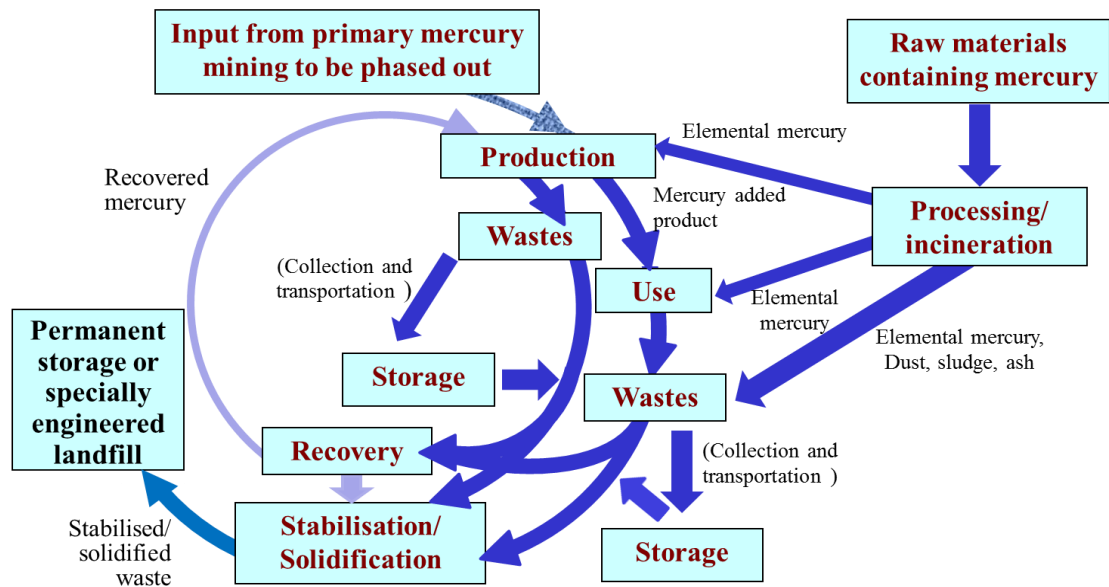 Input from primary mercury
mining to be phased out
Raw materials
containing mercury
Elemental mercury
Production
Recovered
mercury
Mercury added
product
Processing/
incineration
Wastes
(Collection and
transportation )
Use
Elemental
mercury
Elemental mercury,
Dust, sludge, ash
Permanent
storage or
specially
engineered
landfill
Storage
Wastes
Recovery
(Collection and
transportation )
Stabilisation/
Solidification
Stabilised/
solidified
waste
Storage